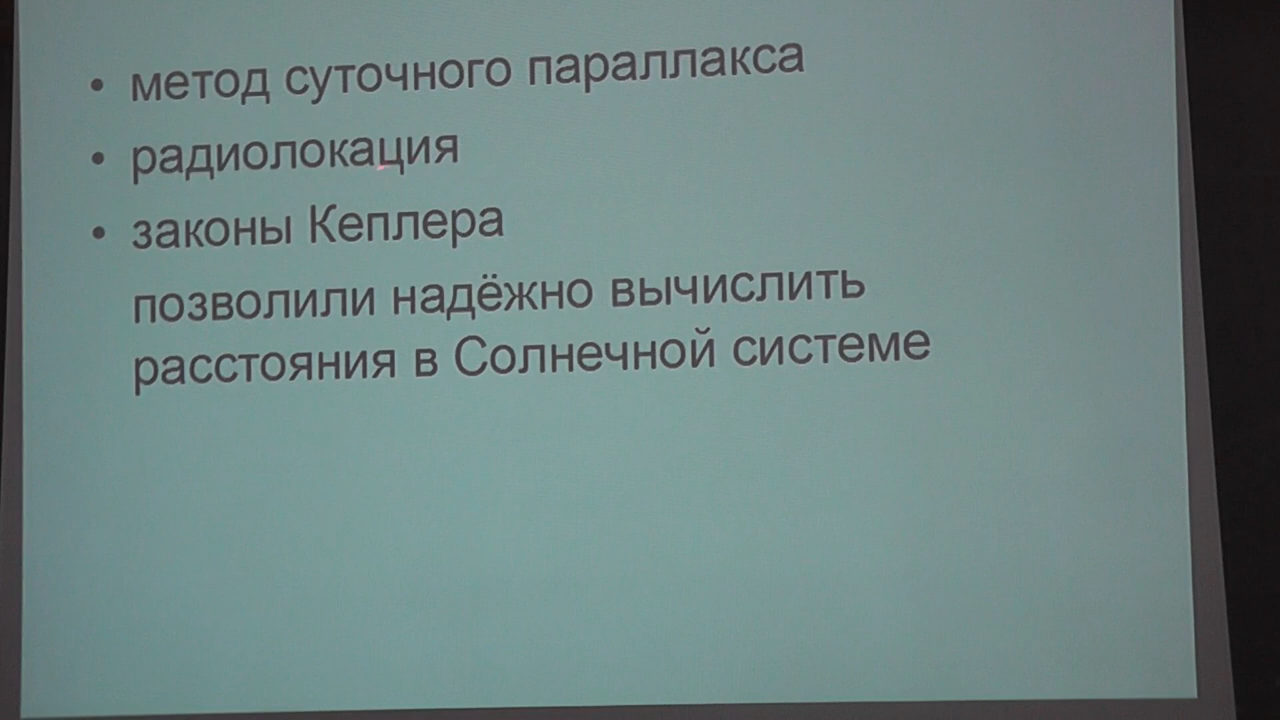 • метод суточного параллакса
• радиолокация
• законы Кеплера
позволили надёжно вычислить
расстояния в Солнечной системе